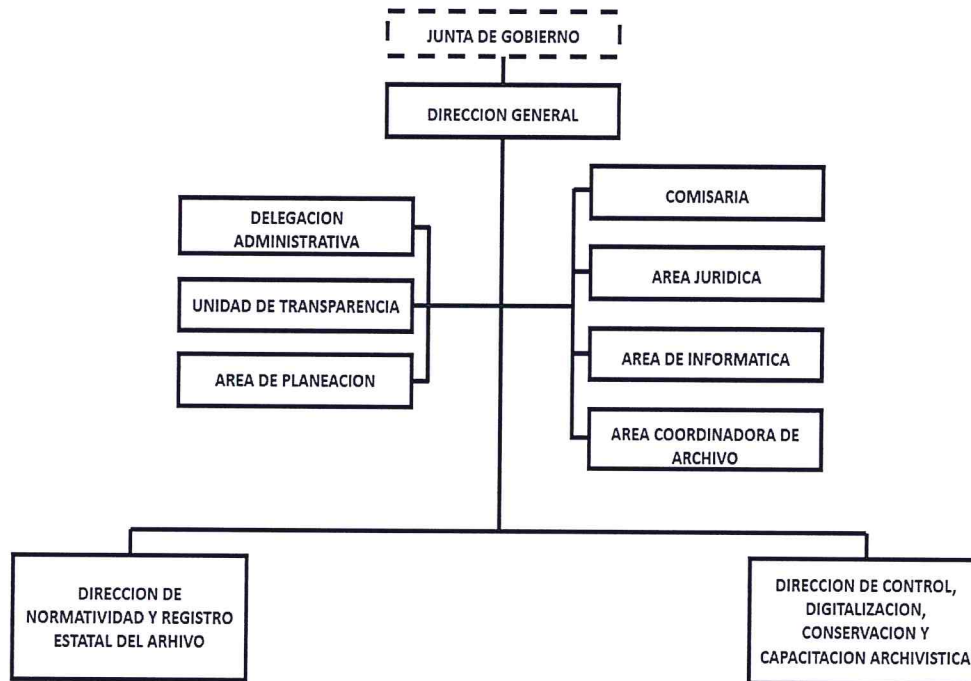 JUNTA DE GOBIERNO
DIRECCION GENERAL
DELEGACION
ADMINISTRATIVA
UNIDAD DE TRANSPARENCIA
AREA DE PLANEACION
COMISARIA
AREA JURIDICA
AREA DE INFORMATICA
AREA COORDINADORA DE
ARCHIVO
DIRECCION DE
NORMATIVIDAD Y REGISTRO
ESTATAL DEL ARHIVO
DIRECCION DE CONTROL,
DIGITALIZACION,
CONSERVACION Y
CAPACITACION ARCHIVISTICA